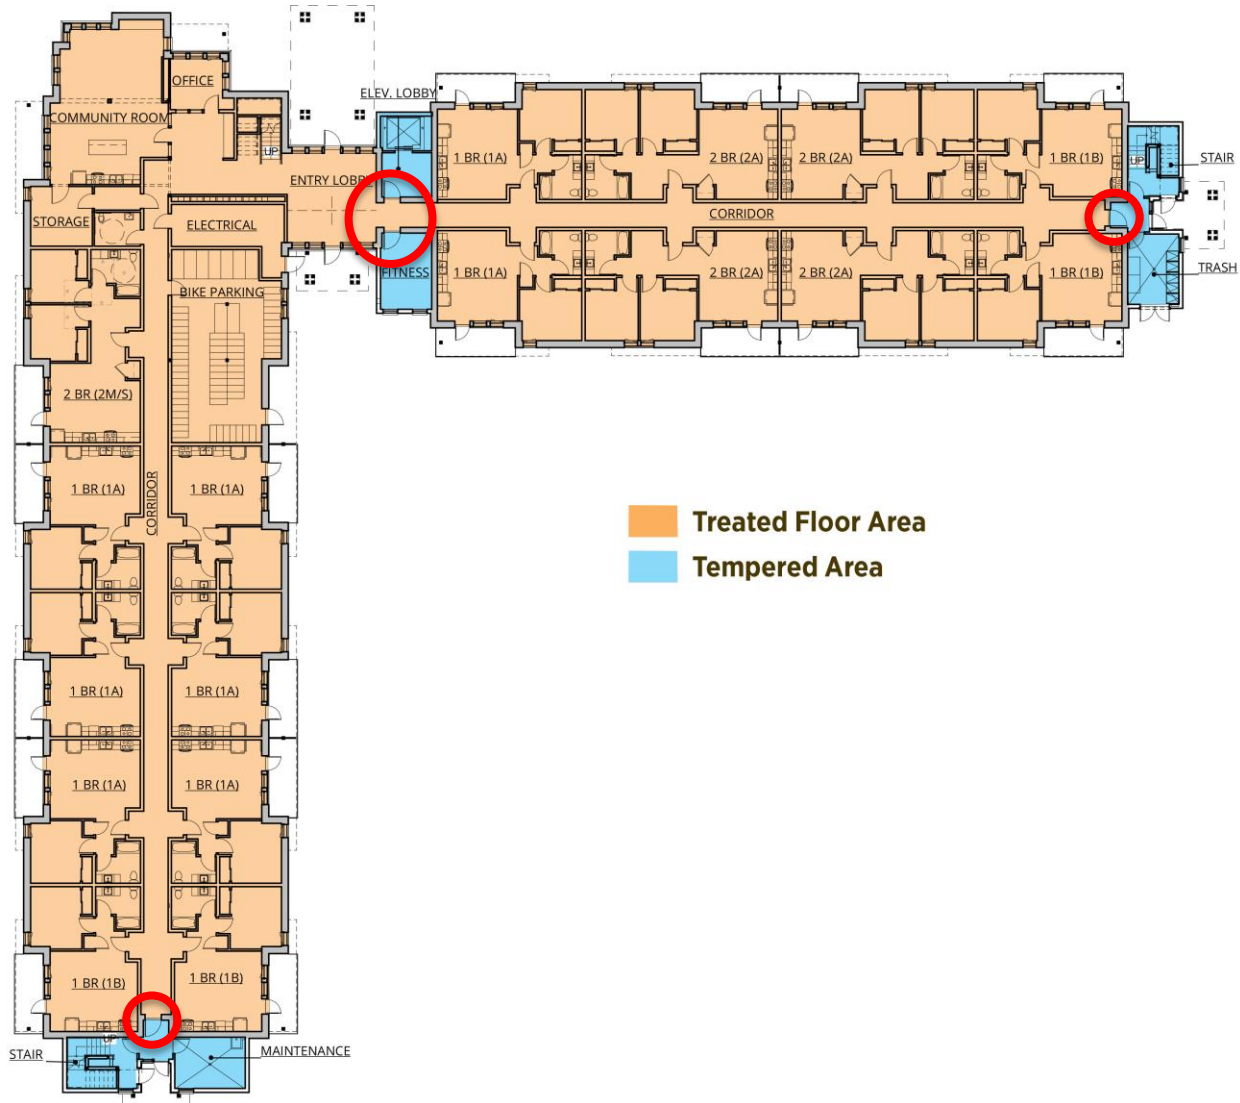 OFFICE
ELEV. LOBBY
COMMUNITY ROOM
UP
ENTRY LOBBY
1 BR (1A)
2 BR (2A)
2 BR (2A)
1 BR (1B)
UP
STAIR
STORAGE
ELECTRICAL
CORRIDOR
1 BR (1A)
FITNESS
2 BR (2A)
2 BR (2A)
1 BR (1B)
TRASH
BIKE PARKING
2 BR (2M/S)
CORRIDOR
1 BR (1A)
1 BR (1A)
Treated Floor Area
Tempered Area
1 BR (1A)
1 BR (1A)
1 BR (1A)
1 BR (1A)
1 BR (1B)
1 BR (1B)
UP
STAIR
MAINTENANCE